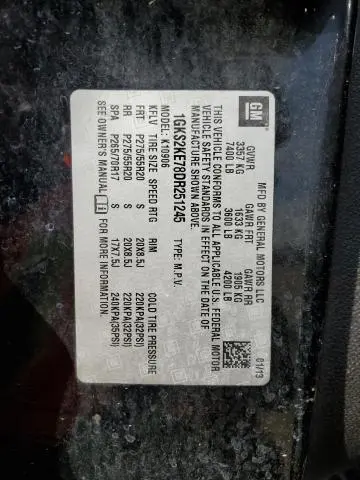 GM
MFD BY GENERAL MOTORS LLC
01/13
GVWR GAWR FRT GAWR RR
3357 KG 1633 KG 1905 KG
7400 LB 3600 LB 4200 LB
THIS VEHICLE CONFORMS TO ALL APPLICABLE U.S. FEDERAL MOTOR
VEHICLE SAFETY STANDARDS IN EFFECT ON THE DATE OF
MANUFACTURE SHOWN ABOVE.
1GKS2KE78DR251245 TYPE: M.P.V.
MODEL: K10906
KFLV TIRE SIZE SPEED RTG RIM COLD TIRE PRESSURE
FRT P275/55R20 S 20X8.5J 220KPA(32PSI)
RR P275/55R20 S 20X8.5J 220KPA(32PSI)
SPA P265/70R17 S 17X7.5J 240KPA(35PSI)
SEE OWNER'S MANUAL i FOR MORE INFORMATION.